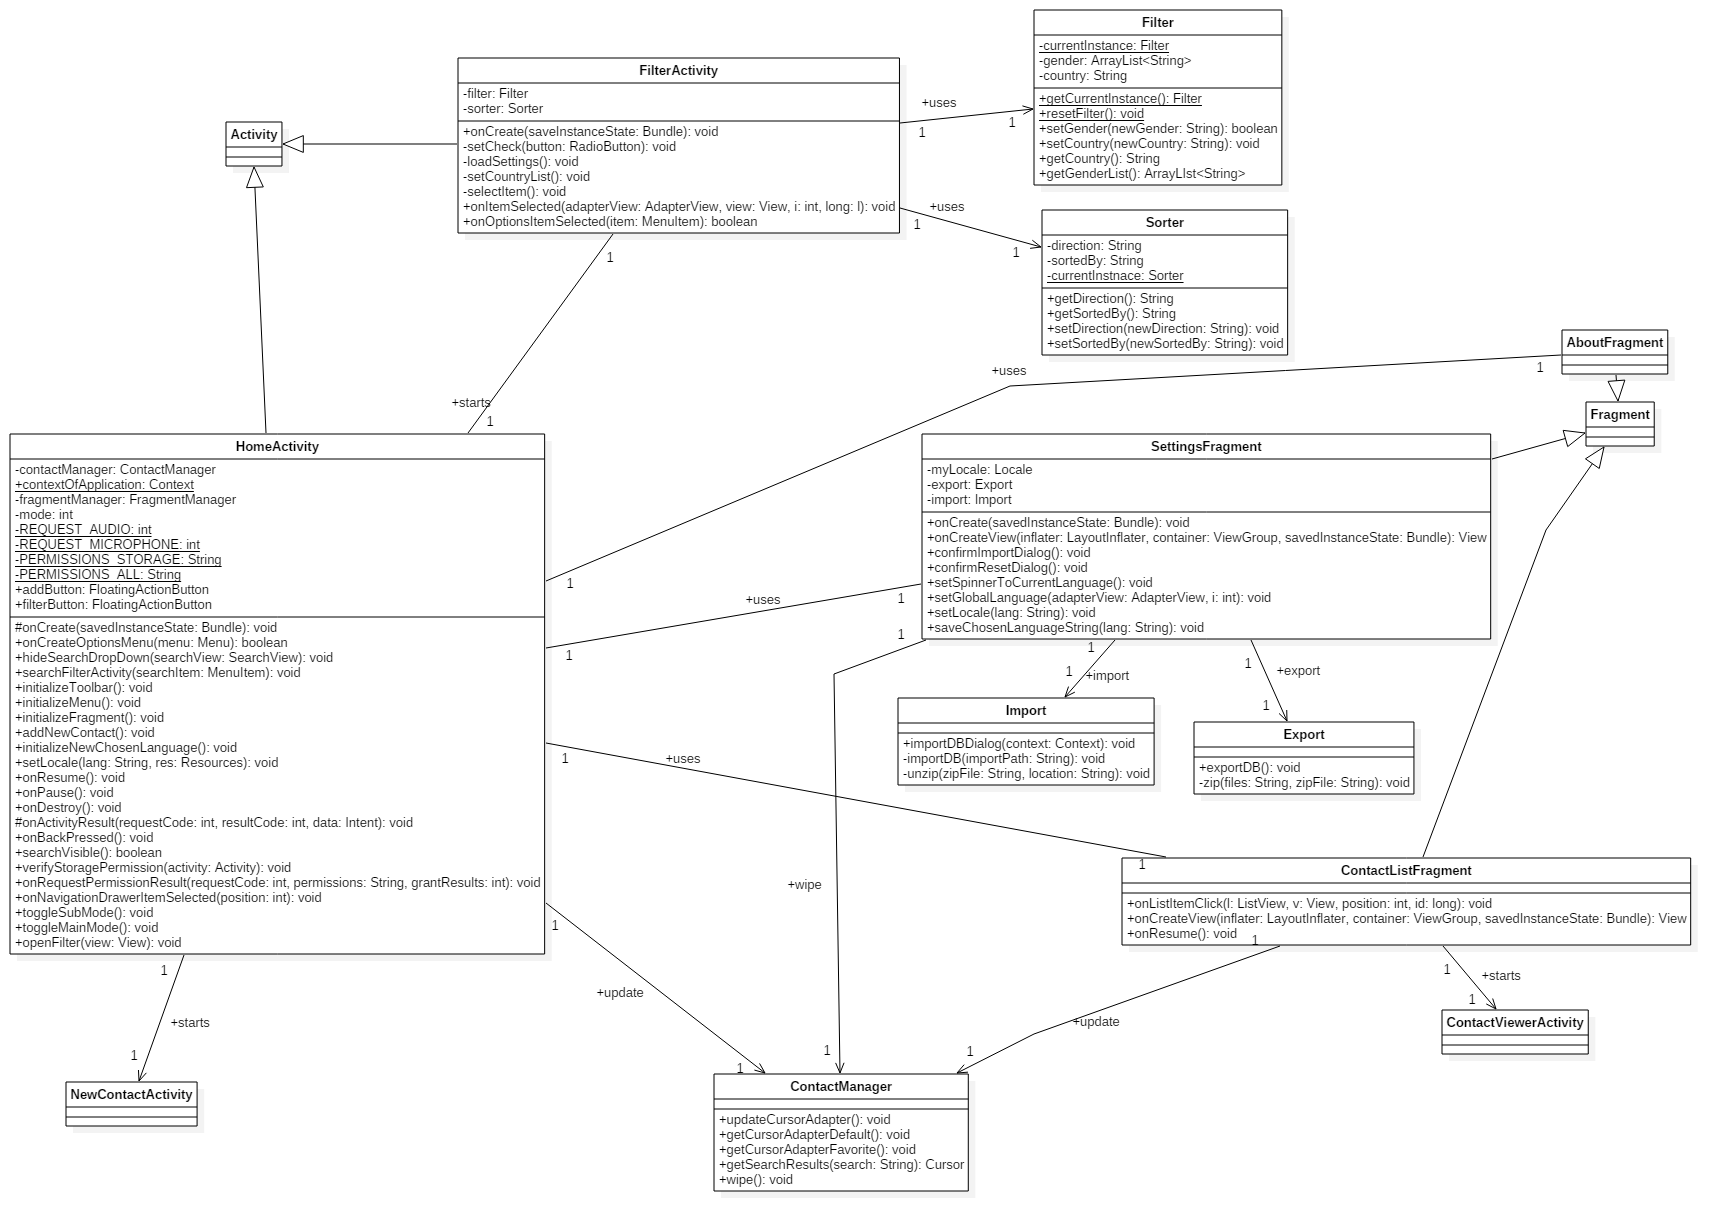 Filter
-currentInstance: Filter
-gender: ArrayList<String>
-country: String
+getCurrentInstance(): Filter
+resetFilter(): void
+setGender(newGender: String): boolean
+setCountry(newCountry: String): void
+getCountry(): String
+getGenderList(): ArrayLIst<String>
FilterActivity
-filter: Filter
-sorter: Sorter
+onCreate(saveInstanceState: Bundle): void
-setCheck(button: RadioButton): void
-loadSettings(): void
-setCountryList(): void
-selectItem(): void
+onItemSelected(adapterView: AdapterView, view: View, i: int, long: l): void
+onOptionsItemSelected(item: MenuItem): boolean
+uses
1
1
Activity
+uses
1
1
Sorter
-direction: String
-sortedBy: String
-currentInstnace: Sorter
+getDirection(): String
+getSortedBy(): String
+setDirection(newDirection: String): void
+setSortedBy(newSortedBy: String): void
1
+starts
1
AboutFragment
+uses
1
1
Fragment
HomeActivity
-contactManager: ContactManager
+contextOfApplication: Context
-fragmentManager: FragmentManager
-mode: int
-REQUEST_AUDIO: int
-REQUEST_MICROPHONE: int
-PERMISSIONS_STORAGE: String
-PERMISSIONS_ALL: String
+addButton: FloatingActionButton
+filterButton: FloatingActionButton
#onCreate(savedInstanceState: Bundle): void
+onCreateOptionsMenu(menu: Menu): boolean
+hideSearchDropDown(searchView: SearchView): void
+searchFilterActivity(searchItem: MenuItem): void
+initializeToolbar(): void
+initializeMenu(): void
+initializeFragment(): void
+addNewContact(): void
+initializeNewChosenLanguage(): void
+setLocale(lang: String, res: Resources): void
+onResume(): void
+onPause(): void
+onDestroy(): void
#onActivityResult(requestCode: int, resultCode: int, data: Intent): void
+onBackPressed(): void
+searchVisible(): boolean
+verifyStoragePermission(activity: Activity): void
+onRequestPermissionResult(requestCode: int, permissions: String, grantResults: int): void
+onNavigationDrawerItemSelected(position: int): void
+toggleSubMode(): void
+toggleMainMode(): void
+openFilter(view: View): void
SettingsFragment
-myLocale: Locale
-export: Export
-import: Import
+onCreate(savedInstanceState: Bundle): void
+onCreateView(inflater: LayoutInflater, container: ViewGroup, savedInstanceState: Bundle): View
+confirmImportDialog(): void
+confirmResetDialog(): void
+setSpinnerToCurrentLanguage(): void
+setGlobalLanguage(adapterView: AdapterView, i: int): void
+setLocale(lang: String): void
+saveChosenLanguageString(lang: String): void
+uses
1
1
1
1
1
+import
1
+export
1
Import
+importDBDialog(context: Context): void
-importDB(importPath: String): void
-unzip(zipFile: String, location: String): void
Export
+exportDB(): void
-zip(files: String, zipFile: String): void
1
+uses
1
ContactListFragment
+onListItemClick(l: ListView, v: View, position: int, id: long): void
+onCreateView(inflater: LayoutInflater, container: ViewGroup, savedInstanceState: Bundle): View
+onResume(): void
+wipe
1
1
+update
1
1
+starts
1
1
+update
1
1
+starts
1
ContactViewerActivity
NewContactActivity
ContactManager
+updateCursorAdapter(): void
+getCursorAdapterDefault(): void
+getCursorAdapterFavorite(): void
+getSearchResults(search: String): Cursor
+wipe(): void